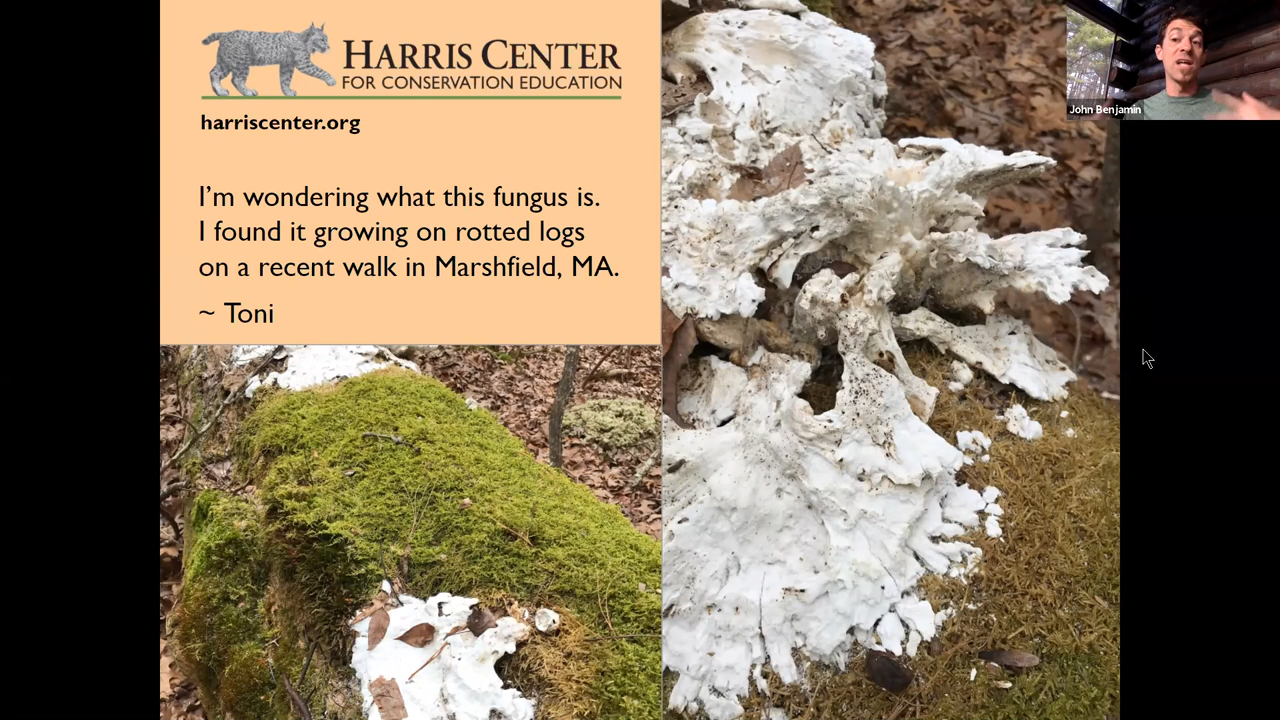 HARRIS CENTER
FOR CONSERVATION EDUCATION
harriscenter.org
I'm wondering what this fungus is.
I found it growing on rotted logs
on a recent walk in Marshfield, MA.
~ Toni
John Benjamin